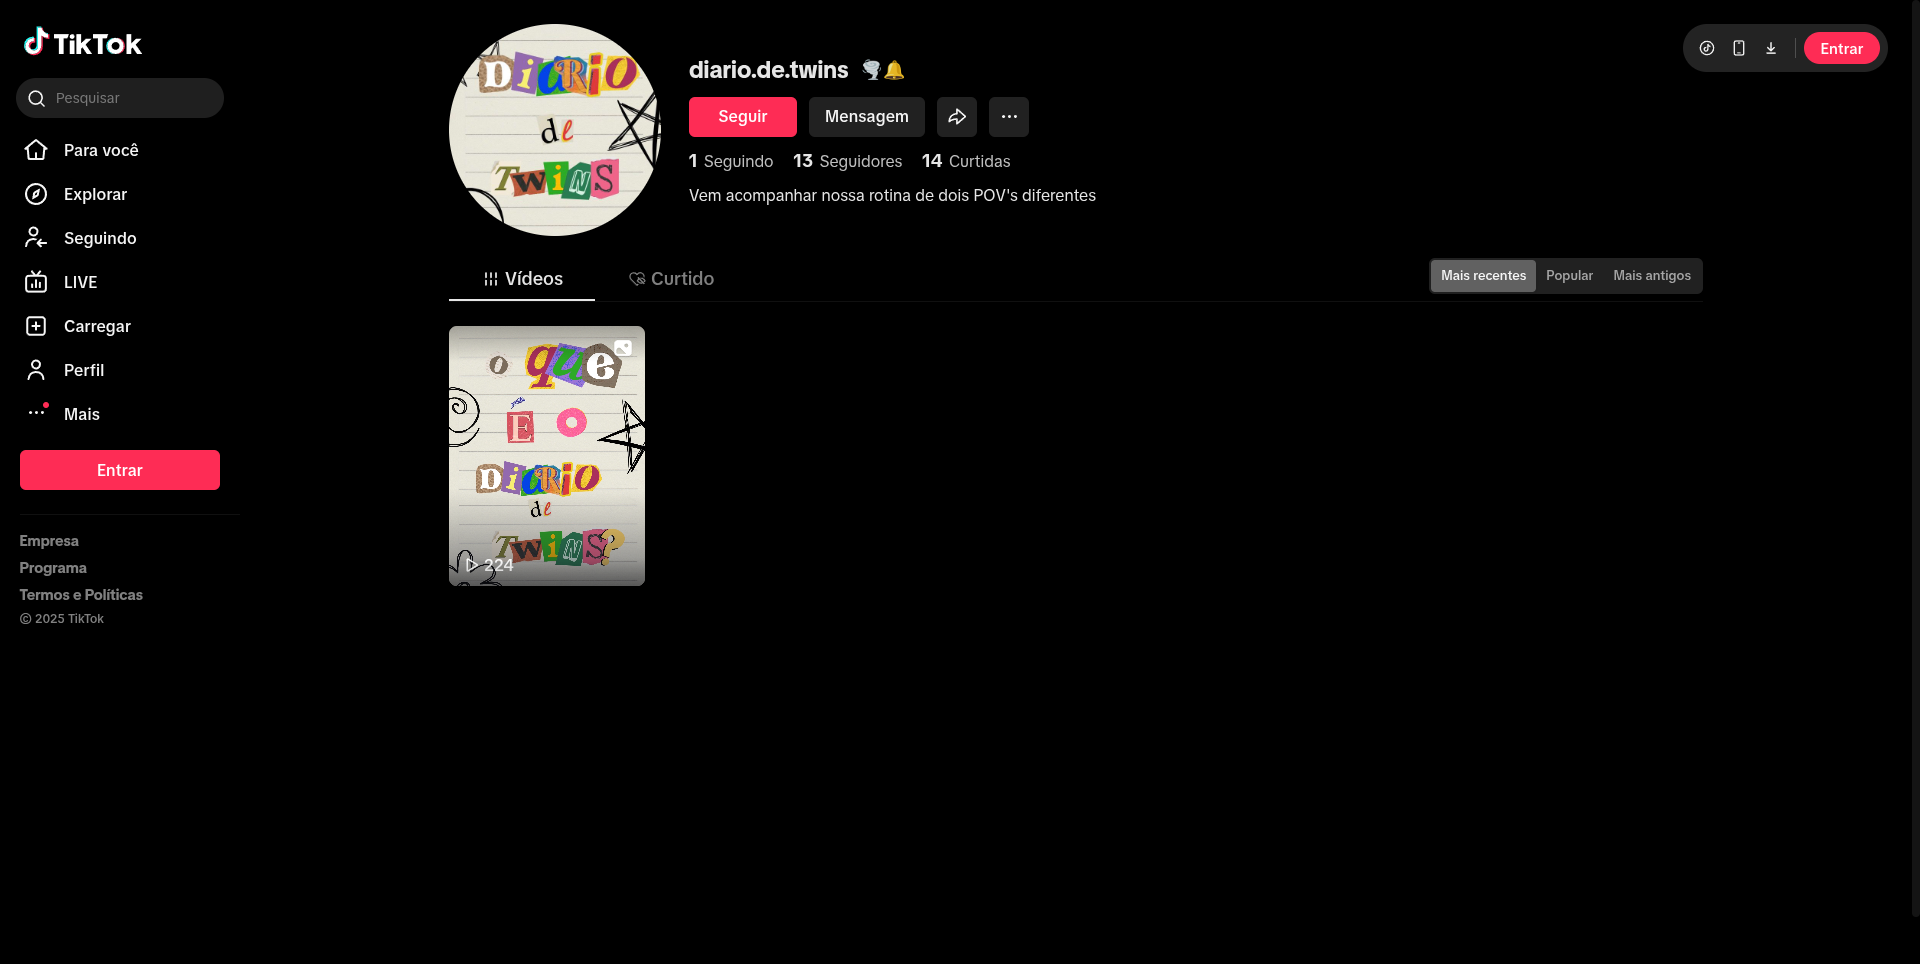 TikTok
Pesquisar
Para você
Explorar
Seguindo
LIVE
Carregar
Perfil
Mais
Entrar
Empresa
Programa
Termos e Políticas
© 2025 TikTok
DiARiO
de
TWiNS
diario.de.twins 🌪️🔔
Seguir Mensagem
1 Seguindo 13 Seguidores 14 Curtidas
Vem acompanhar nossa rotina de dois POV's diferentes
Entrar
Vídeos Curtido
Mais recentes Popular Mais antigos
o que
É O
DiARiO
de
TWiNS?
224